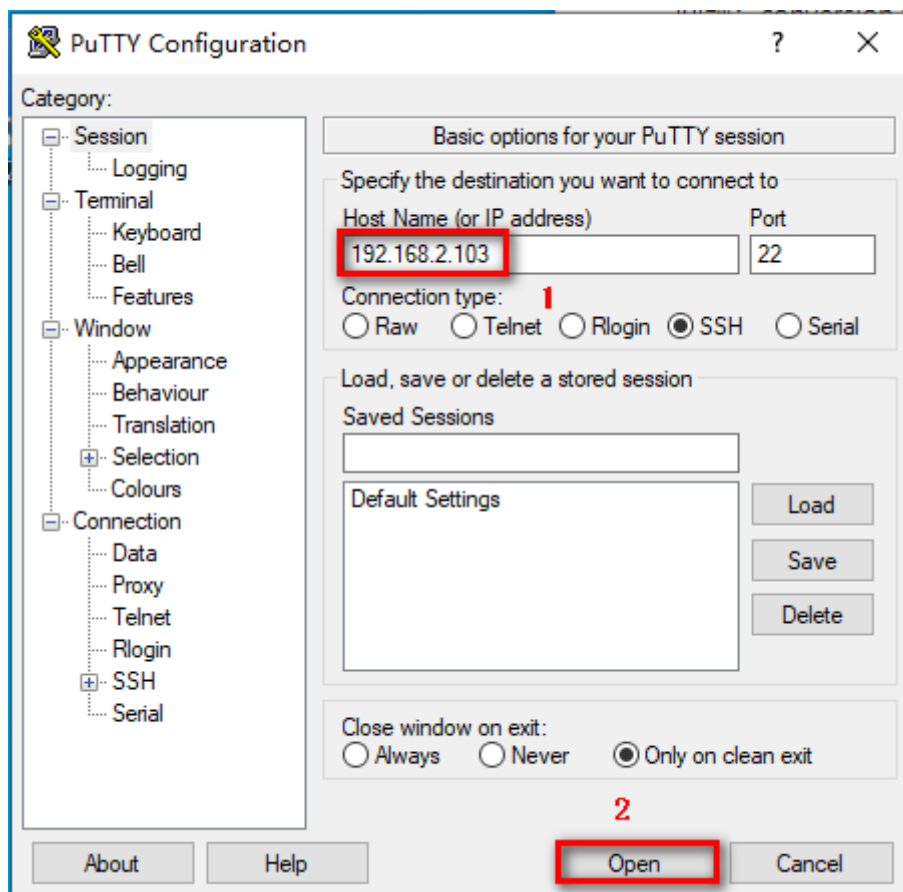 PuTTY Configuration
?
Category:
Session
Logging
Terminal
Keyboard
Bell
Features
Window
Appearance
Behaviour
Translation
Selection
Colours
Connection
Data
Proxy
Telnet
Rlogin
SSH
Serial
Basic options for your PuTTY session
Specify the destination you want to connect to
Host Name (or IP address) Port
192.168.2.103 22
Connection type: 1
Raw Telnet Rlogin SSH Serial
Load, save or delete a stored session
Saved Sessions
Default Settings
Load
Save
Delete
Close window on exit:
Always Never Only on clean exit
2
About Help Open Cancel